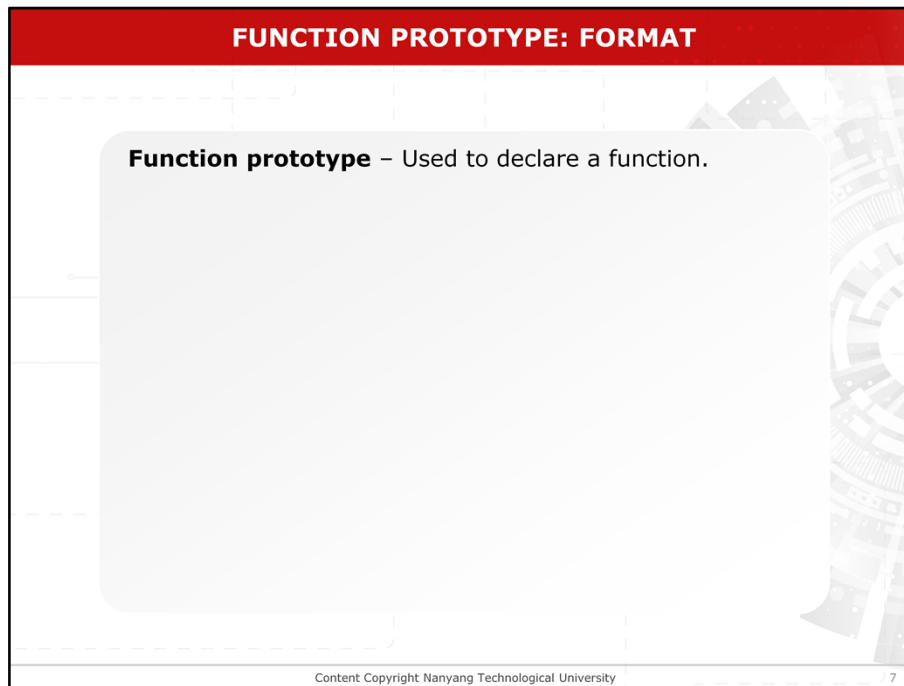 FUNCTION PROTOTYPE: FORMAT
Function prototype – Used to declare a function.
Content Copyright Nanyang Technological University
7